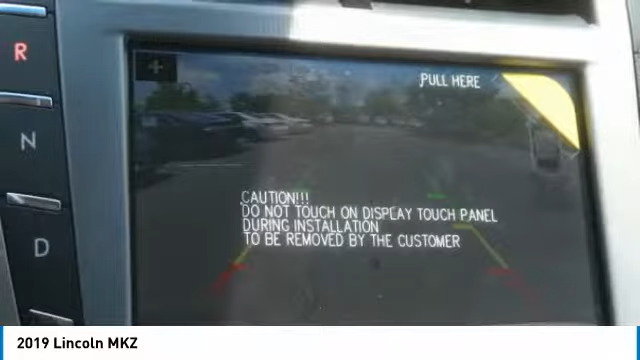 R
N
D
+
PULL HERE
CAUTION!!!
DO NOT TOUCH ON DISPLAY TOUCH PANEL
DURING INSTALLATION
TO BE REMOVED BY THE CUSTOMER
2019 Lincoln MKZ